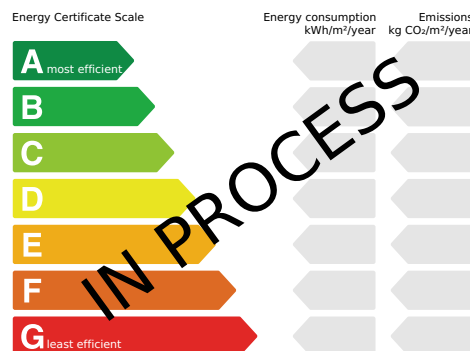 Energy Certificate Scale
Energy consumption
kWh/m²/year
Emissions
kg CO₂/m²/year
A most efficient
B
C
D
E
F
G least efficient
IN PROCESS